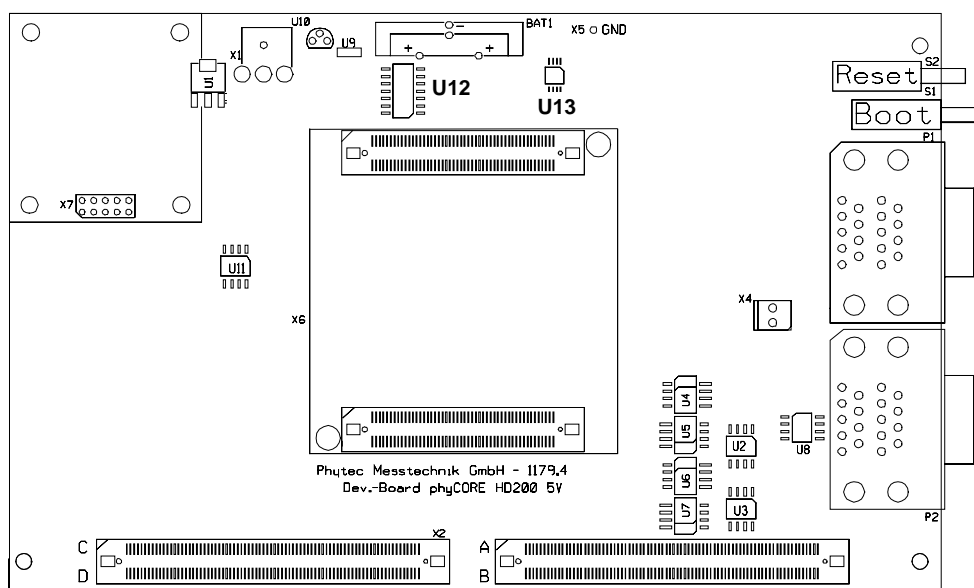 U10
BAT1
X5 GND
U9
X1
U1
+
-
+
U12
U13
S2
Reset
S1
Boot
P1
X7
U11
X6
X4
U4
U5
U2
U8
U6
U7
U3
P2
Phytec Messtechnik GmbH - 1179.4
Dev.-Board phyCORE HD200 5V
X2
C
D
A
B